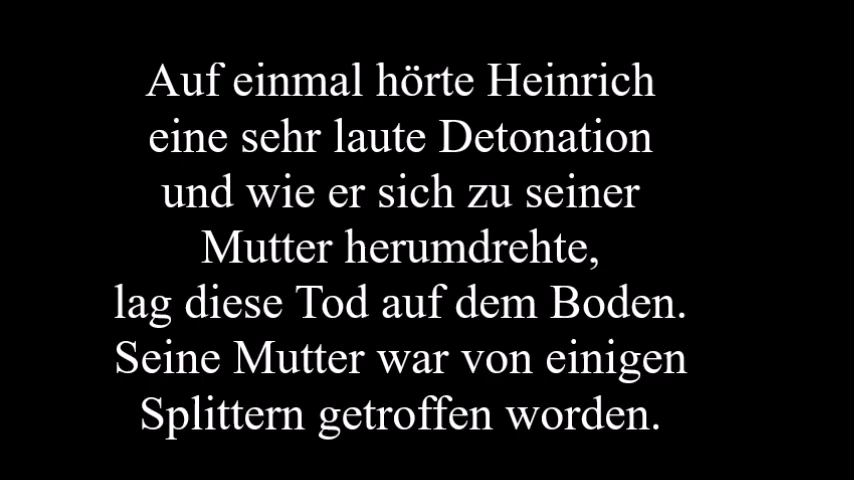 Auf einmal hörte Heinrich
eine sehr laute Detonation
und wie er sich zu seiner
Mutter herumdrehte,
lag diese Tod auf dem Boden.
Seine Mutter war von einigen
Splittern getroffen worden.